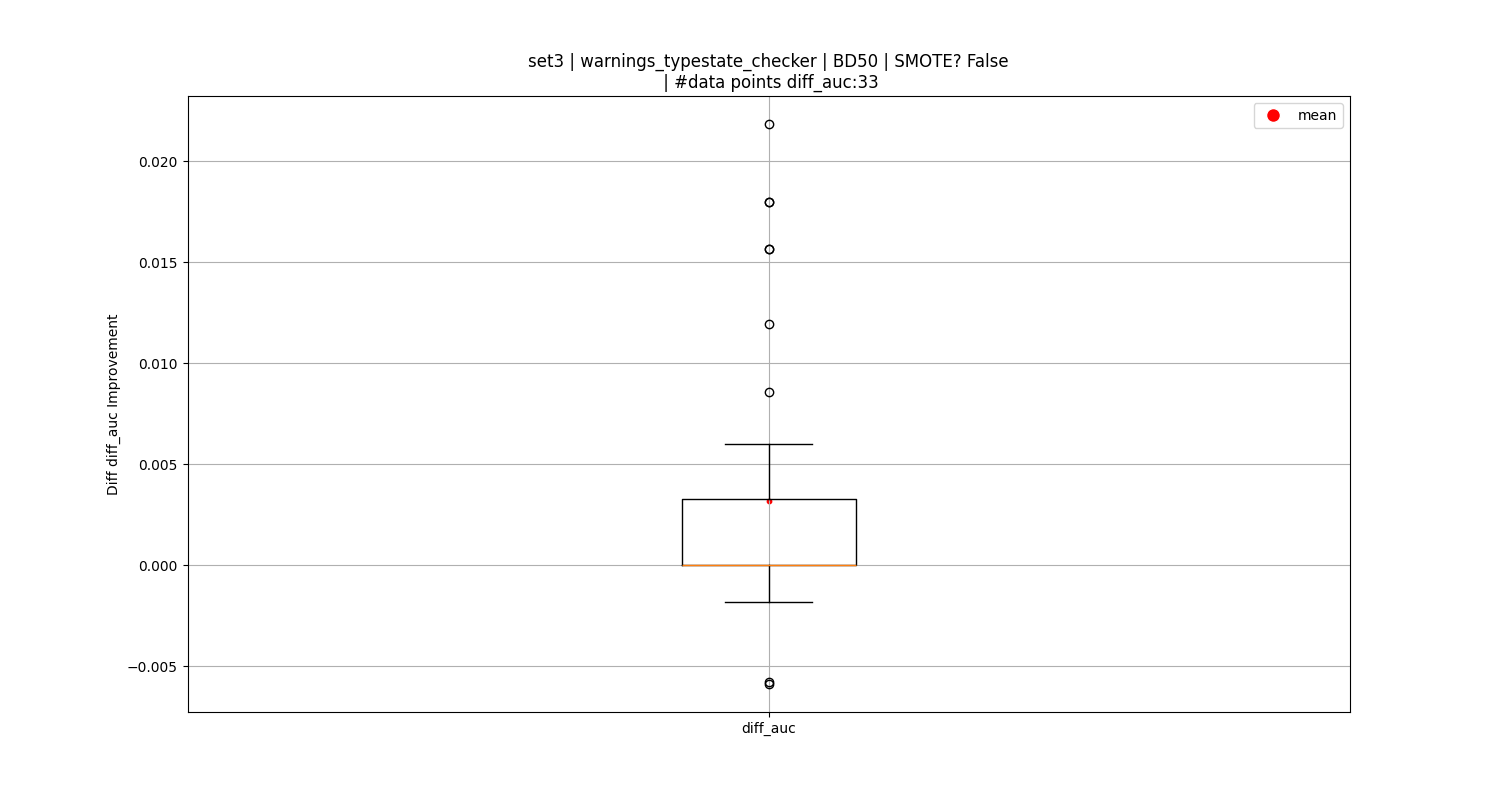 set3 | warnings_typestate_checker | BD50 | SMOTE? False
| #data points diff_auc:33
mean
0.020
0.015
0.010
0.005
0.000
−0.005
Diff diff_auc Improvement
diff_auc